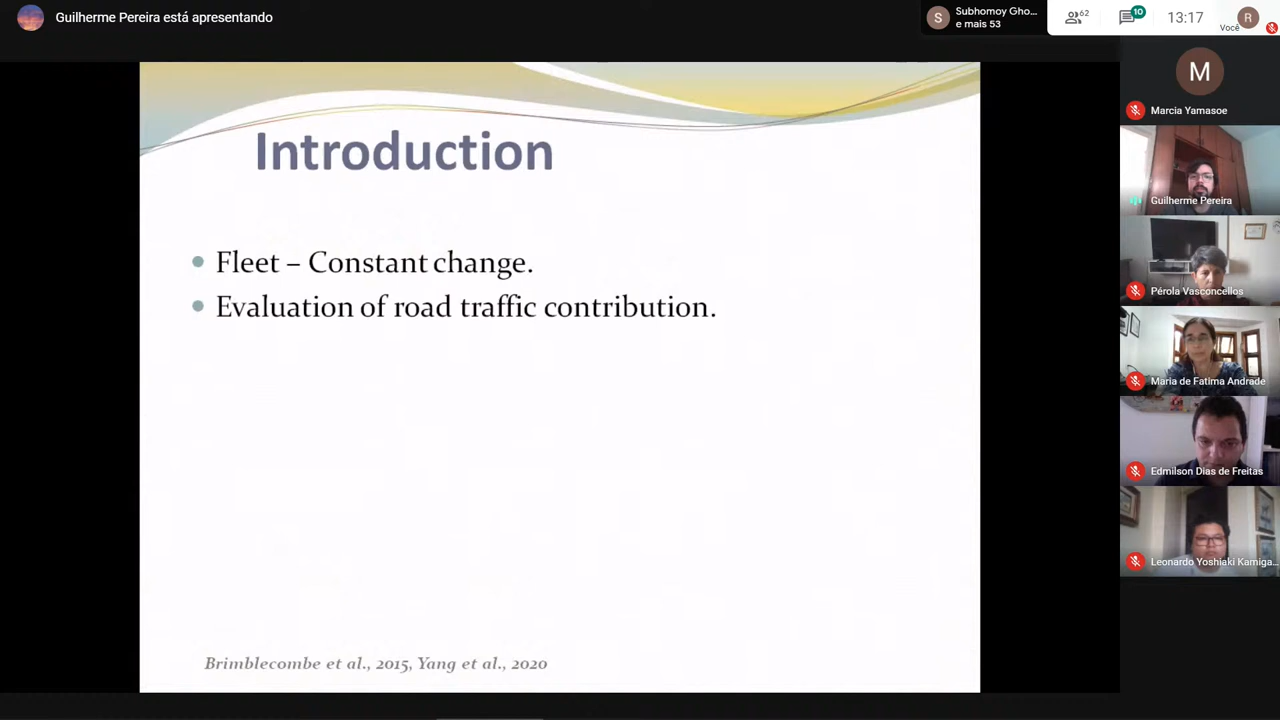 Guilherme Pereira está apresentando
S
Subhomoy Gho...
e mais 53
62
10
13:17
Você
R
M
Marcia Yamasoe
Guilherme Pereira
Pérola Vasconcellos
Maria de Fatima Andrade
Edmilson Dias de Freitas
Leonardo Yoshiaki Kamiga...
Introduction
Fleet – Constant change.
Evaluation of road traffic contribution.
Brimblecombe et al., 2015, Yang et al., 2020